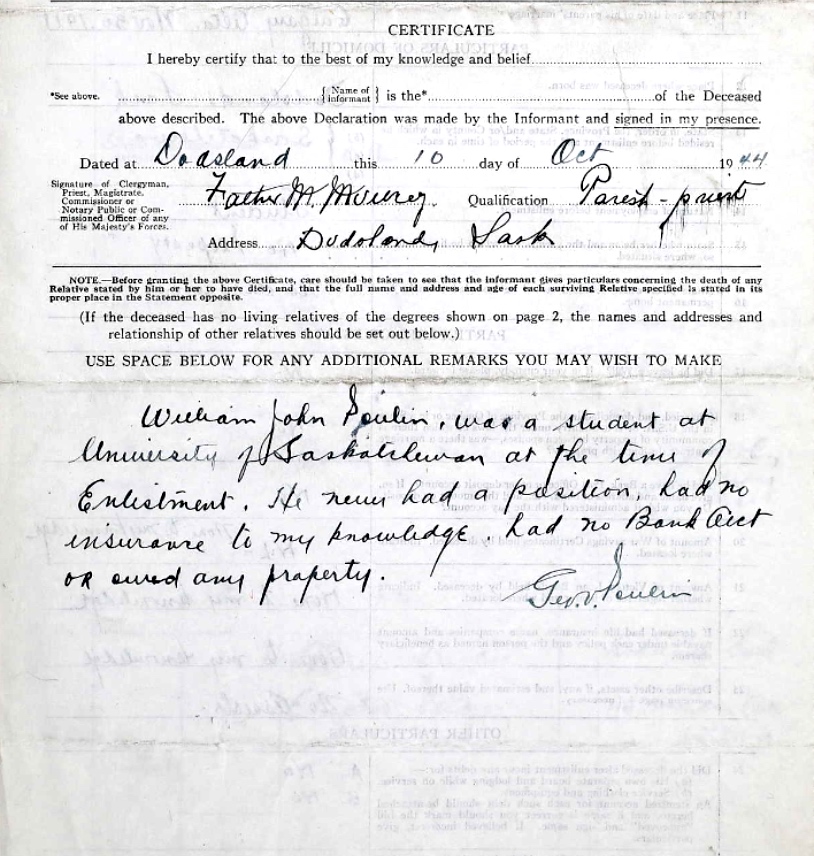 CERTIFICATE
I hereby certify that to the best of my knowledge and belief
*See above. { Name of informant } is the* of the Deceased
above described. The above Declaration was made by the Informant and signed in my presence.
Dated at Dodsland this 10 day of Oct 1944
Signature of Clergyman,
Priest, Magistrate,
Commissioner or
Notary Public or Com-
missioned Officer of any
of His Majesty's Forces.
Father M. Qualification Parish - priest
Address Dodsland, Sask
NOTE.—Before granting the above Certificate, care should be taken to see that the informant gives particulars concerning the death of any
Relative stated by him or her to have died, and that the full name and address and age of each surviving Relative specified is stated in its
proper place in the Statement opposite.
(If the deceased has no living relatives of the degrees shown on page 2, the names and addresses and
relationship of other relatives should be set out below.)
USE SPACE BELOW FOR ANY ADDITIONAL REMARKS YOU MAY WISH TO MAKE
William John Poulin, was a student at
University of Saskatchewan at the time of
Enlistment. He never had a position, had no
insurance to my knowledge. had no Bank Acct
or owned any property.
Geo. V. Poulin